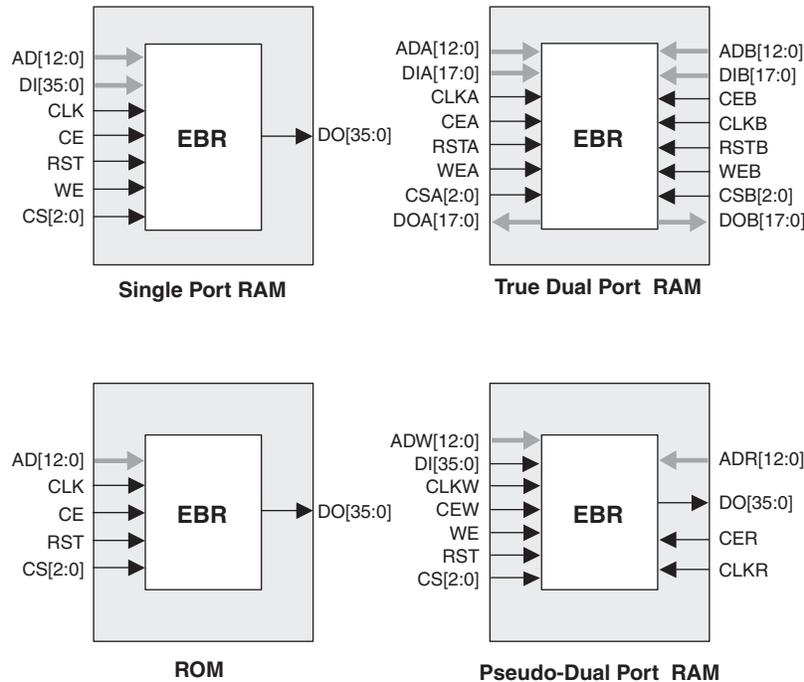 AD[12:0]
DI[35:0]
CLK
CE
RST
WE
CS[2:0]
EBR
DO[35:0]
Single Port RAM
ADA[12:0]
DIA[17:0]
CLKA
CEA
RSTA
WEA
CSA[2:0]
DOA[17:0]
EBR
ADB[12:0]
DIB[17:0]
CEB
CLKB
RSTB
WEB
CSB[2:0]
DOB[17:0]
True Dual Port RAM
AD[12:0]
CLK
CE
RST
CS[2:0]
EBR
DO[35:0]
ROM
ADW[12:0]
DI[35:0]
CLKW
CEW
WE
RST
CS[2:0]
EBR
ADR[12:0]
DO[35:0]
CER
CLKR
Pseudo-Dual Port RAM